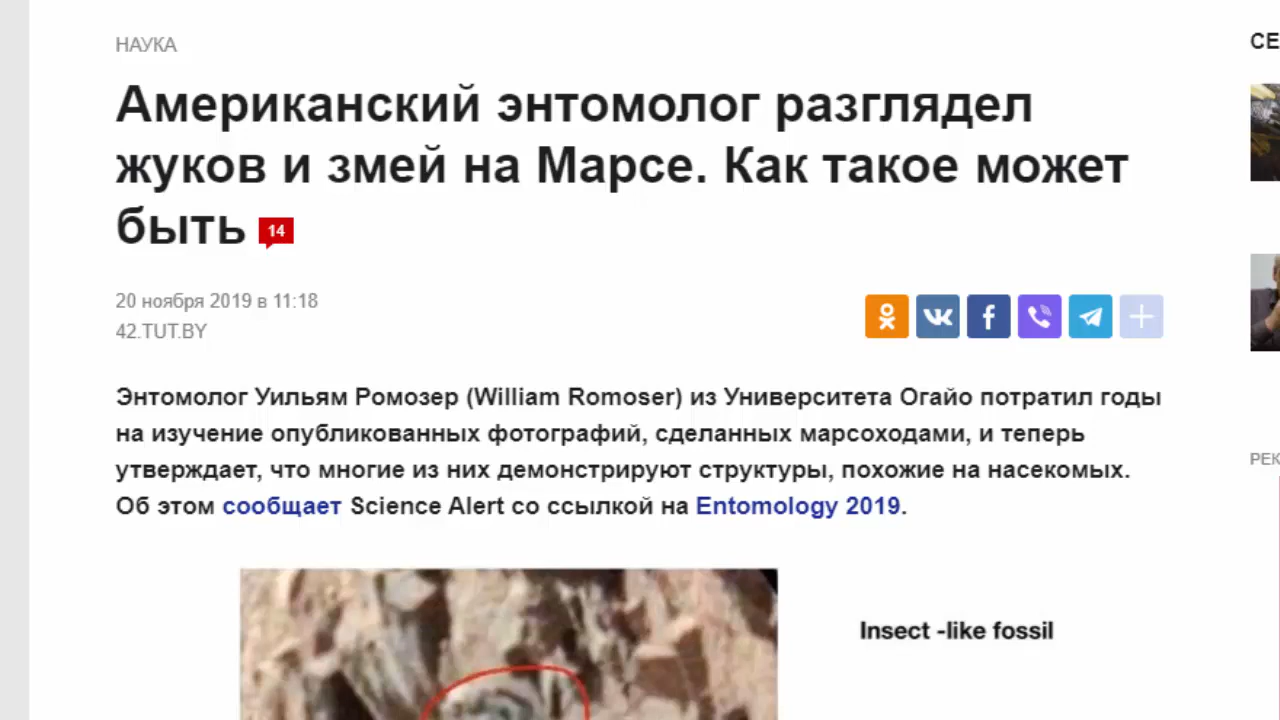 НАУКА
СЕ
Американский энтомолог разглядел
жуков и змей на Марсе. Как такое может
быть 14
20 ноября 2019 в 11:18
42.TUT.BY
Энтомолог Уильям Ромозер (William Romoser) из Университета Огайо потратил годы
на изучение опубликованных фотографий, сделанных марсоходами, и теперь
утверждает, что многие из них демонстрируют структуры, похожие на насекомых.
Об этом сообщает Science Alert со ссылкой на Entomology 2019.
РЕК
Insect -like fossil